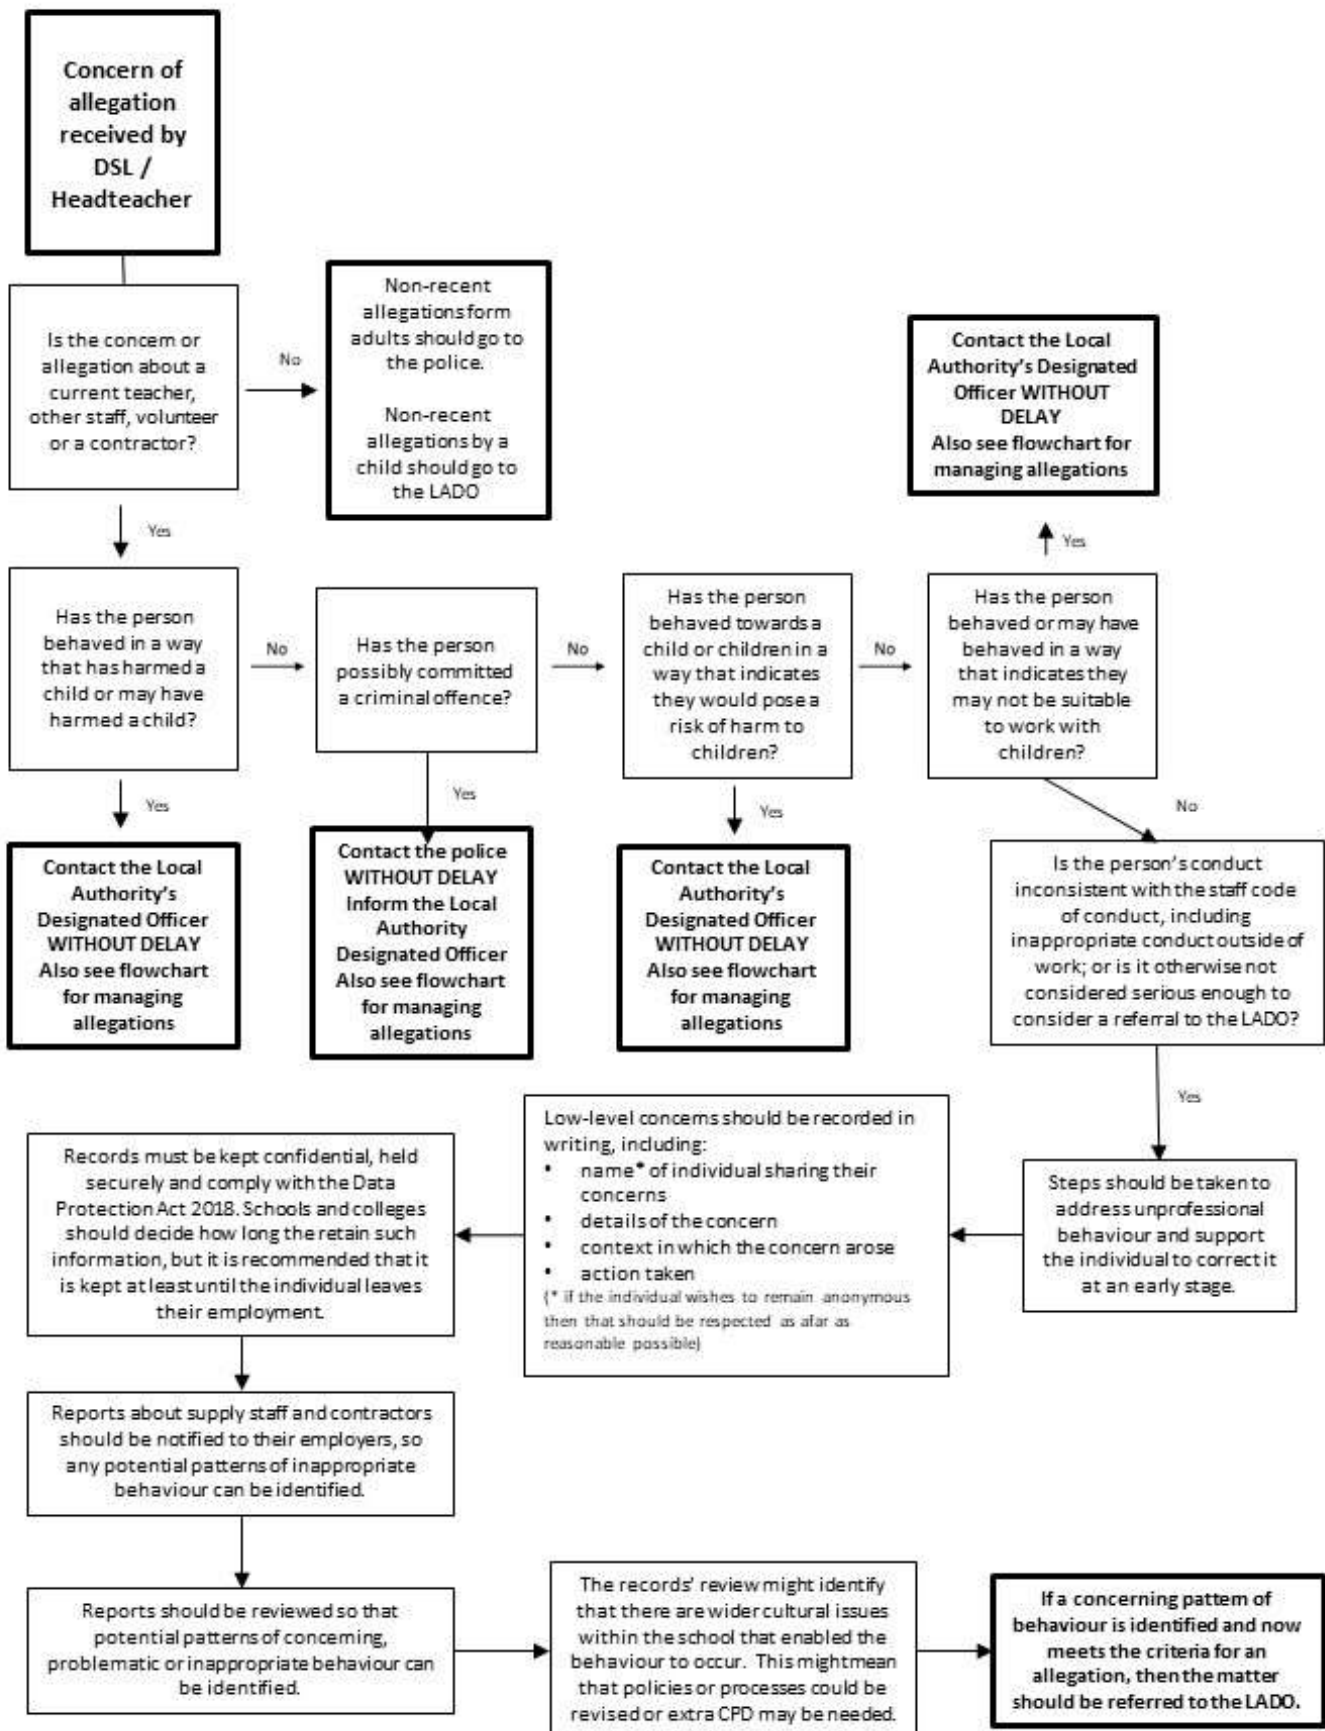 Concern of
allegation
received by
DSL /
Headteacher
Is the concern or
allegation about a
current teacher,
other staff, volunteer
or a contractor?
No
Non-recent
allegations form
adults should go to
the police.
Non-recent
allegations by a
child should go to
the LADO
Contact the Local
Authority's Designated
Officer WITHOUT
DELAY
Also see flowchart for
managing allegations
Yes
Yes
Has the person
behaved in a way
that has harmed a
child or may have
harmed a child?
No
Has the person
possibly committed
a criminal offence?
No
Has the person
behaved towards a
child or children in a
way that indicates
they would pose a
risk of harm to
children?
No
Has the person
behaved or may have
behaved in a way
that indicates they
may not be suitable
to work with
children?
Yes
Yes
Yes
No
Contact the Local
Authority's
Designated Officer
WITHOUT DELAY
Also see flowchart
for managing
allegations
Contact the police
WITHOUT DELAY
Inform the Local
Authority
Designated Officer
Also see flowchart
for managing
allegations
Contact the Local
Authority's
Designated Officer
WITHOUT DELAY
Also see flowchart
for managing
allegations
Is the person's conduct
inconsistent with the staff code
of conduct, including
inappropriate conduct outside of
work; or is it otherwise not
considered serious enough to
consider a referral to the LADO?
Yes
Steps should be taken to
address unprofessional
behaviour and support
the individual to correct it
at an early stage.
Low-level concerns should be recorded in
writing, including:
• name* of individual sharing their
concerns
• details of the concern
• context in which the concern arose
• action taken
(* if the individual wishes to remain anonymous
then that should be respected as afar as
reasonable possible)
Records must be kept confidential, held
securely and comply with the Data
Protection Act 2018. Schools and colleges
should decide how long the retain such
information, but it is recommended that it
is kept at least until the individual leaves
their employment.
Reports about supply staff and contractors
should be notified to their employers, so
any potential patterns of inappropriate
behaviour can be identified.
Reports should be reviewed so that
potential patterns of concerning,
problematic or inappropriate behaviour can
be identified.
The records' review might identify
that there are wider cultural issues
within the school that enabled the
behaviour to occur. This might mean
that policies or processes could be
revised or extra CPD may be needed.
If a concerning pattern of
behaviour is identified and now
meets the criteria for an
allegation, then the matter
should be referred to the LADO.